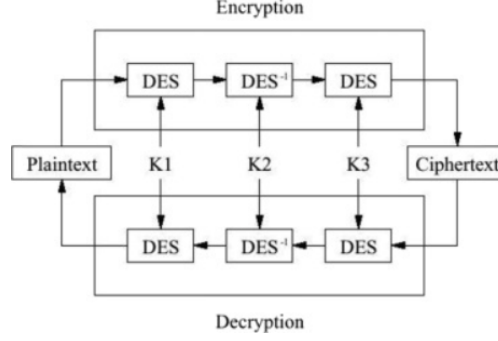 Encryption
DES DES⁻¹ DES
Plaintext K1 K2 K3 Ciphertext
DES DES⁻¹ DES
Decryption